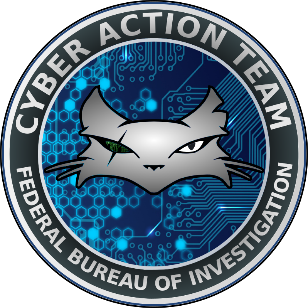 CYBER ACTION TEAM
FEDERAL BUREAU OF INVESTIGATION